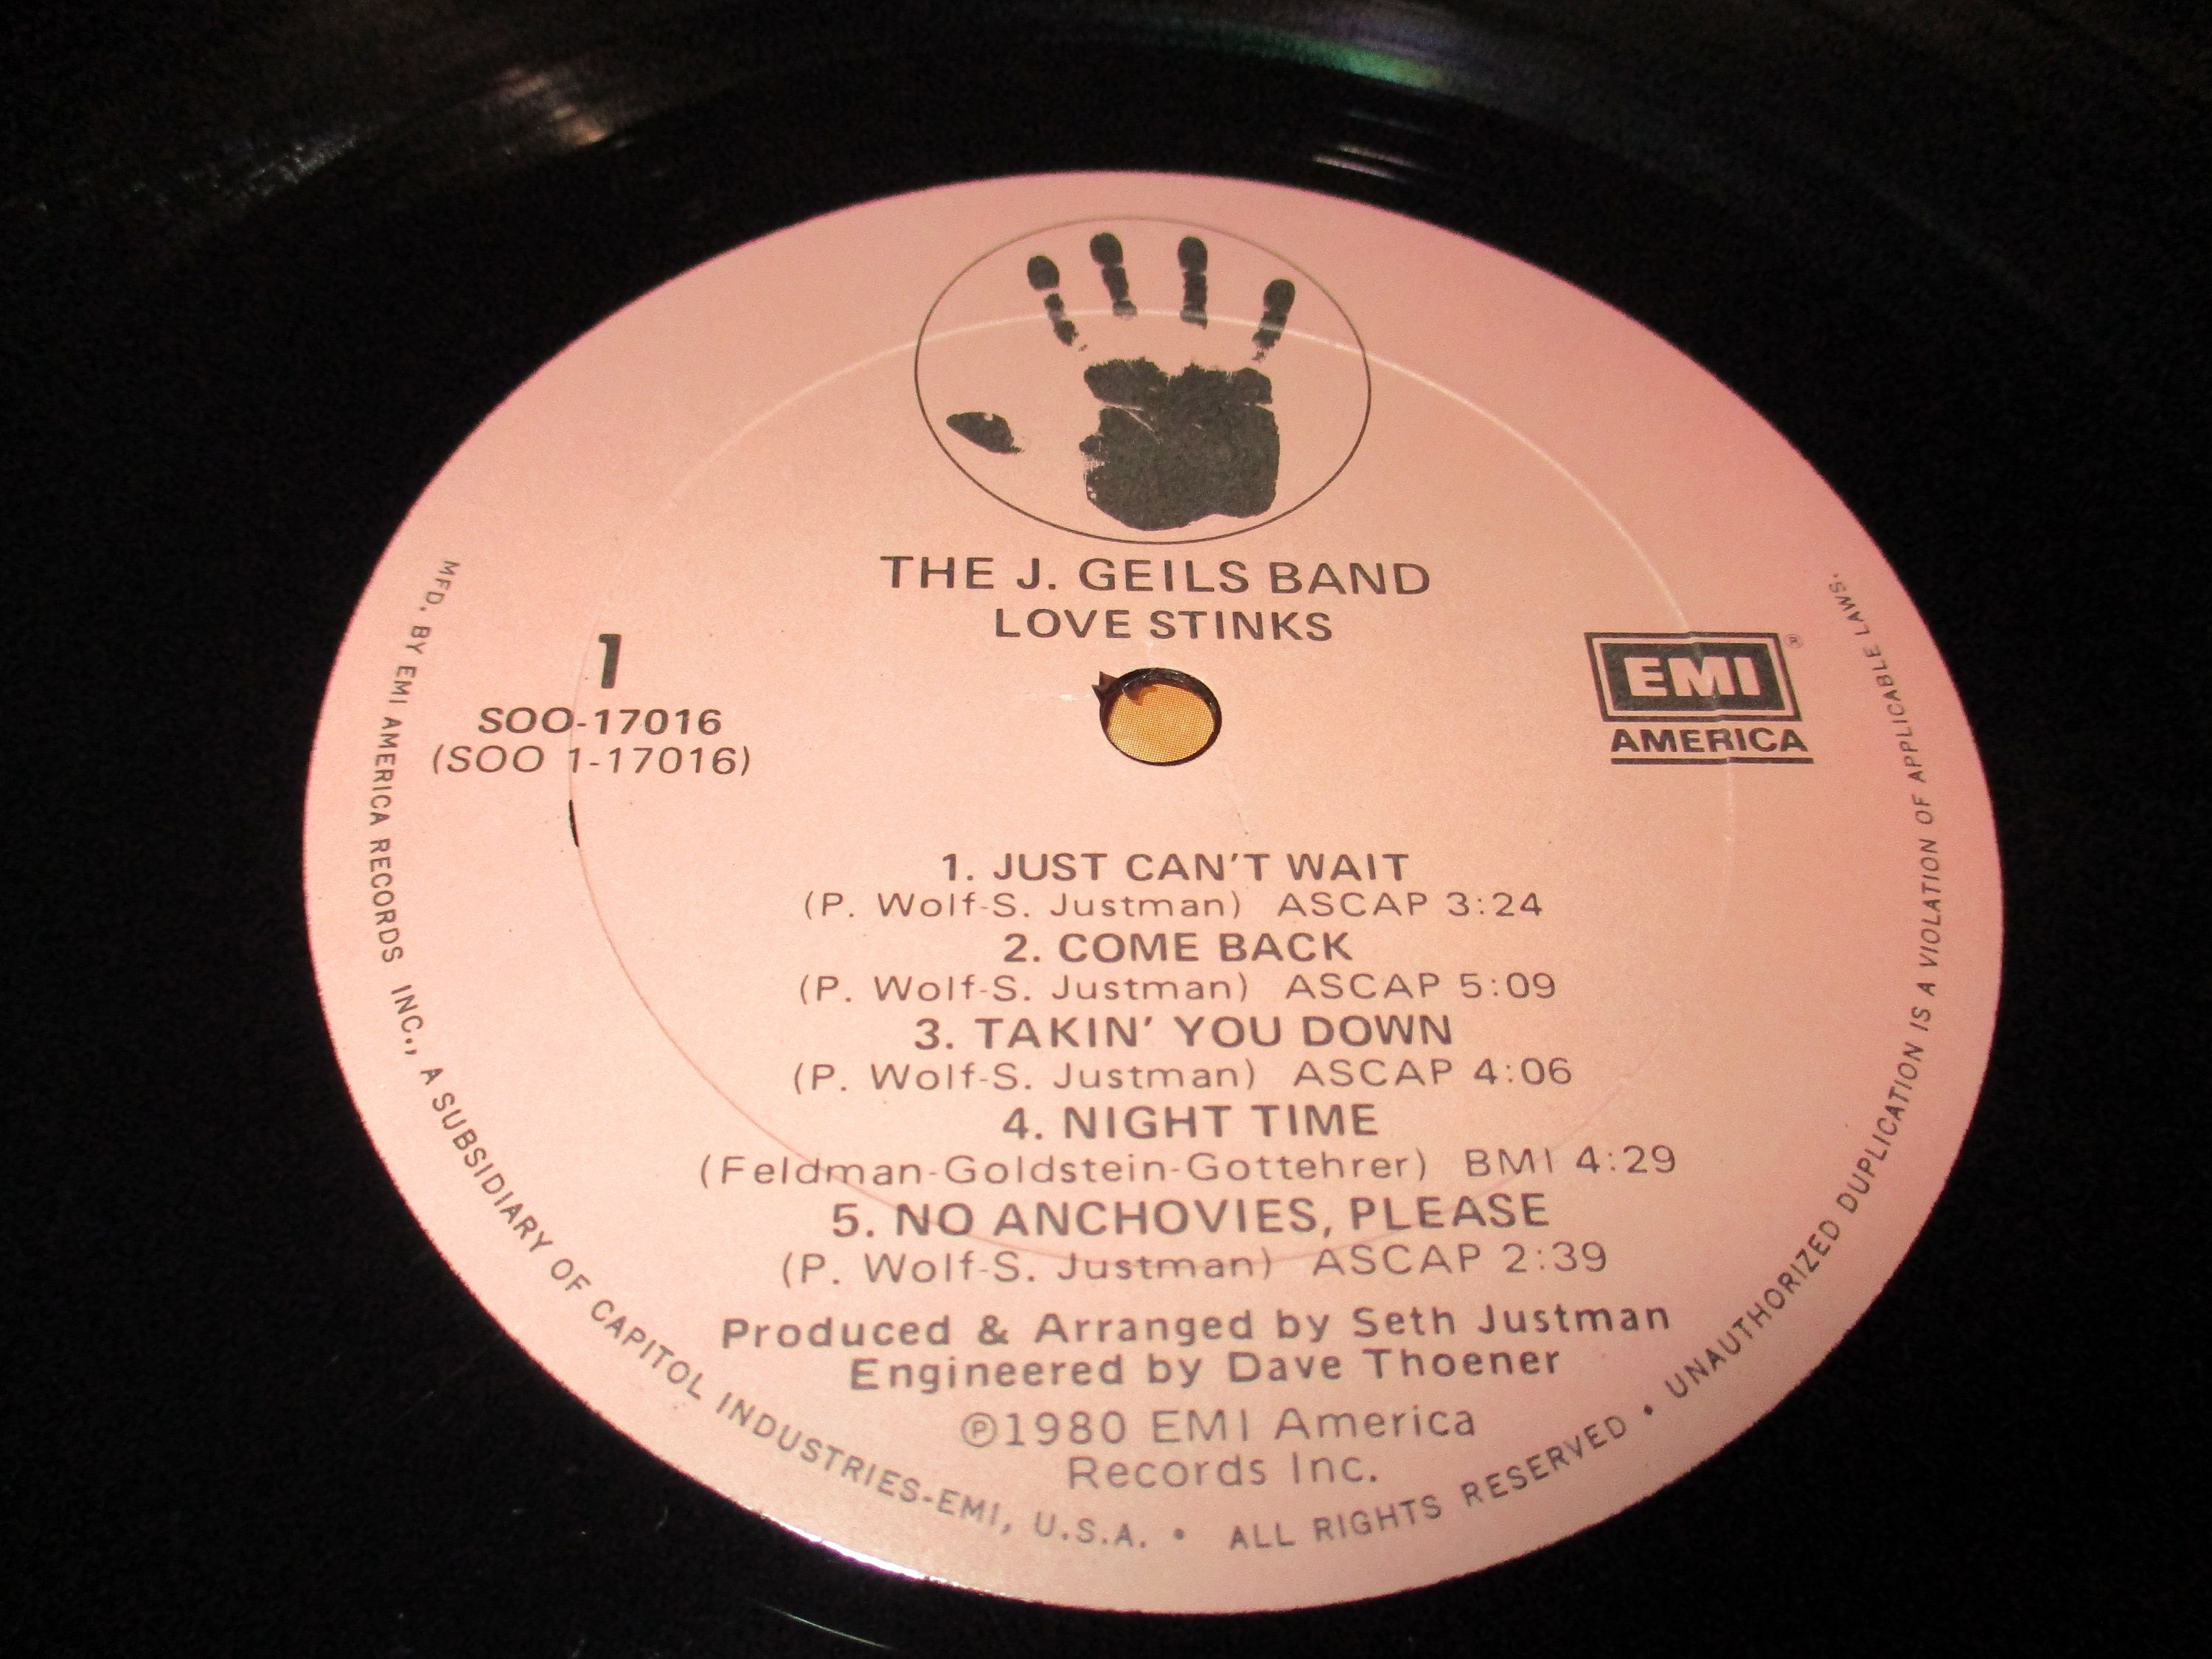 THE J. GEILS BAND
LOVE STINKS
1
SOO-17016
(SOO 1-17016)
EMI ®
AMERICA
1. JUST CAN'T WAIT
(P. Wolf-S. Justman) ASCAP 3:24
2. COME BACK
(P. Wolf-S. Justman) ASCAP 5:09
3. TAKIN' YOU DOWN
(P. Wolf-S. Justman) ASCAP 4:06
4. NIGHT TIME
(Feldman-Goldstein-Gottehrer) BMI 4:29
5. NO ANCHOVIES, PLEASE
(P. Wolf-S. Justman) ASCAP 2:39
Produced & Arranged by Seth Justman
Engineered by Dave Thoener
℗1980 EMI America
Records Inc.
MFD. BY EMI AMERICA RECORDS INC., A SUBSIDIARY OF CAPITOL INDUSTRIES-EMI, U.S.A. • ALL RIGHTS RESERVED • UNAUTHORIZED DUPLICATION IS A VIOLATION OF APPLICABLE LAWS.